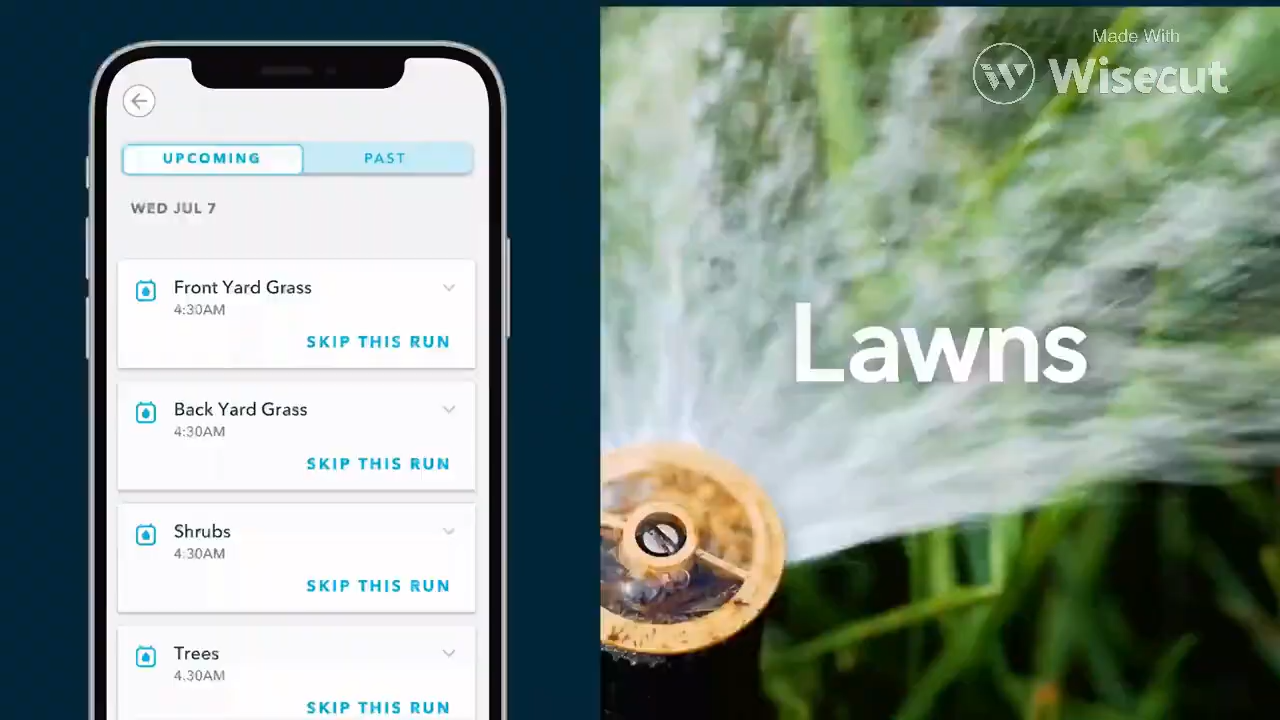 UPCOMING
PAST
WED JUL 7
Front Yard Grass
4:30AM
SKIP THIS RUN
Back Yard Grass
4:30AM
SKIP THIS RUN
Shrubs
4:30AM
SKIP THIS RUN
Trees
4.30AM
SKIP THIS RUN
Made With
Wisecut
Lawns